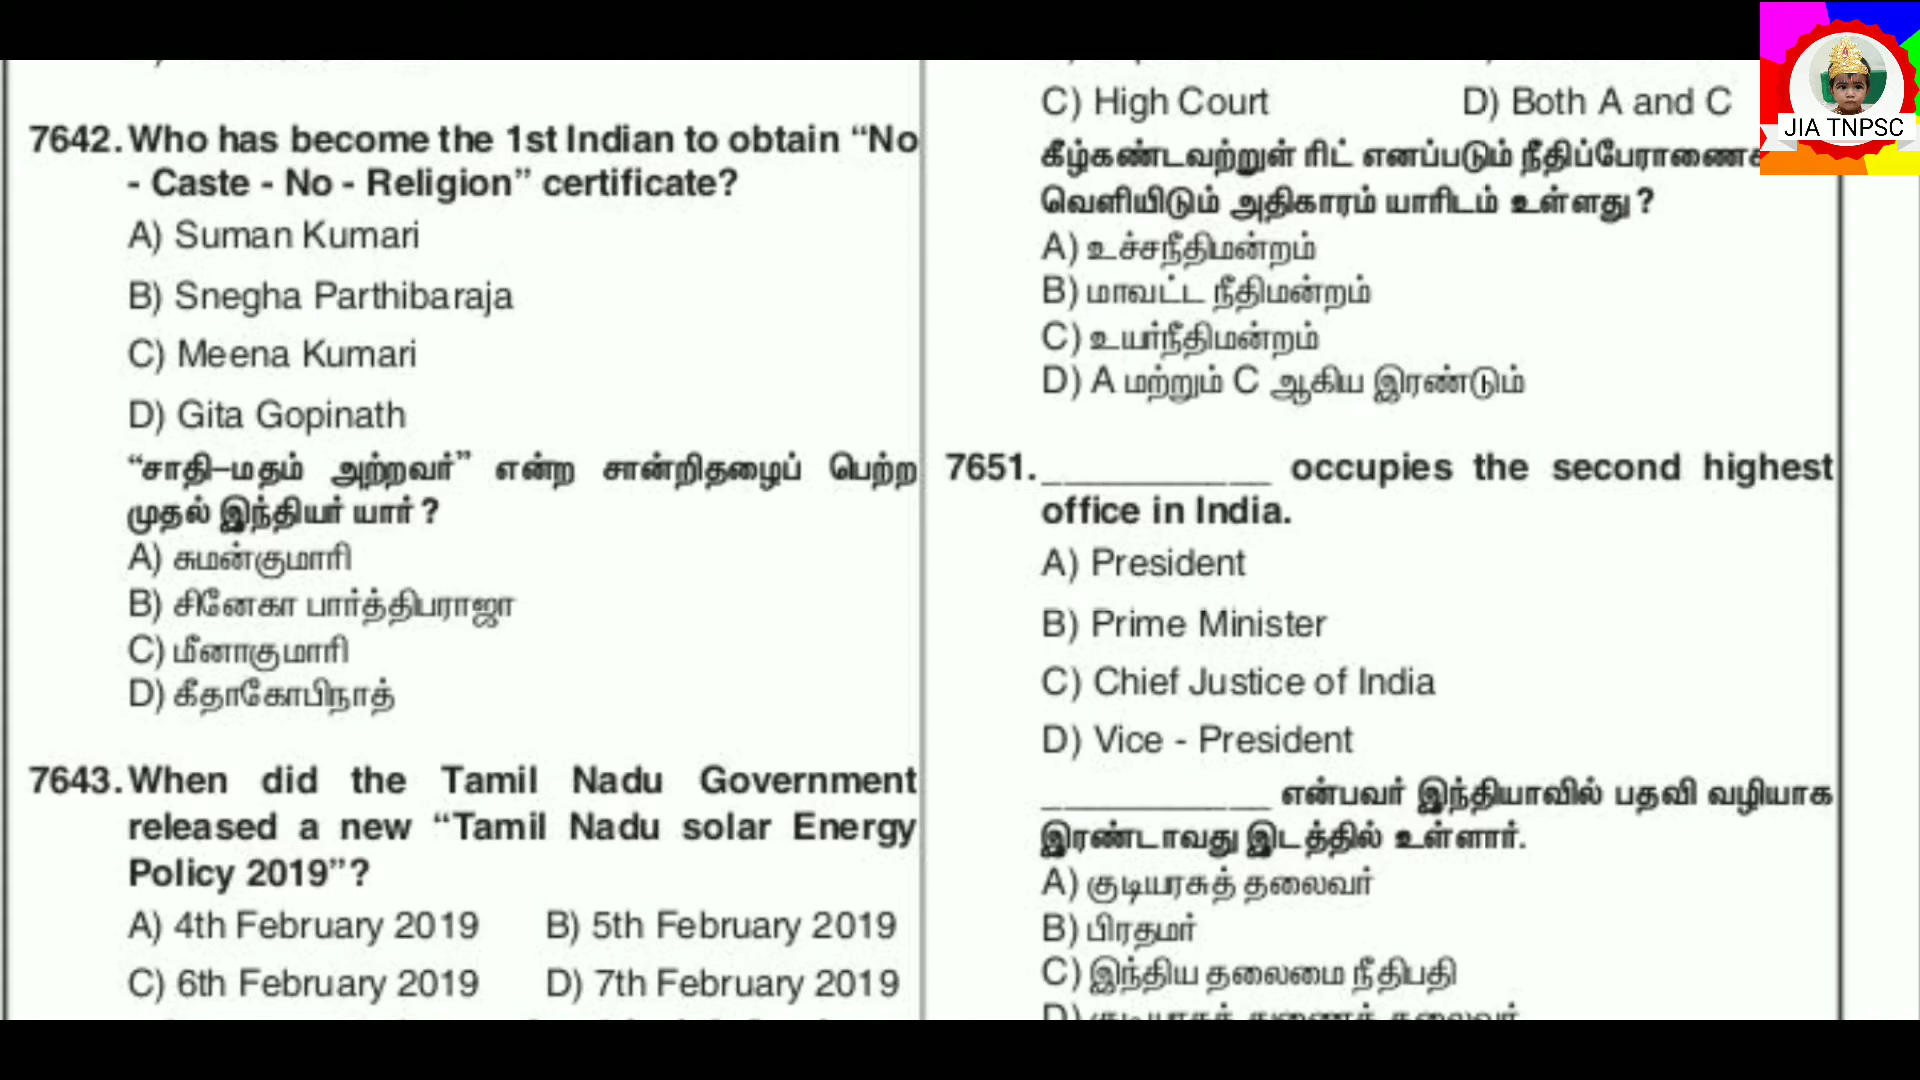 7642. Who has become the 1st Indian to obtain “No
- Caste - No - Religion” certificate?
A) Suman Kumari
B) Snegha Parthibaraja
C) Meena Kumari
D) Gita Gopinath
“சாதி–மதம் அற்றவர்” என்ற சான்றிதழைப் பெற்ற
முதல் இந்தியர் யார் ?
A) சுமன்குமாரி
B) சினேகா பார்த்திபராஜா
C) மீனாகுமாரி
D) கீதாகோபிநாத்
7643. When did the Tamil Nadu Government
released a new “Tamil Nadu solar Energy
Policy 2019”?
A) 4th February 2019 B) 5th February 2019
C) 6th February 2019 D) 7th February 2019
C) High Court D) Both A and C
கீழ்கண்டவற்றுள் ரிட் எனப்படும்
வெளியிடும் அதிகாரம் யாரிடம் உள்ளது ?
A) உச்சநீதிமன்றம்
B) மாவட்ட நீதிமன்றம்
C) உயர்நீதிமன்றம்
D) A மற்றும் C ஆகிய இரண்டும்
7651. __________ occupies the second highest
office in India.
A) President
B) Prime Minister
C) Chief Justice of India
D) Vice - President
__________ என்பவர் இந்தியாவில் பதவி வழியாக
இரண்டாவது இடத்தில் உள்ளார்.
A) குடியரசுத் தலைவர்
B) பிரதமர்
C) இந்திய தலைமை நீதிபதி
JIA TNPSC